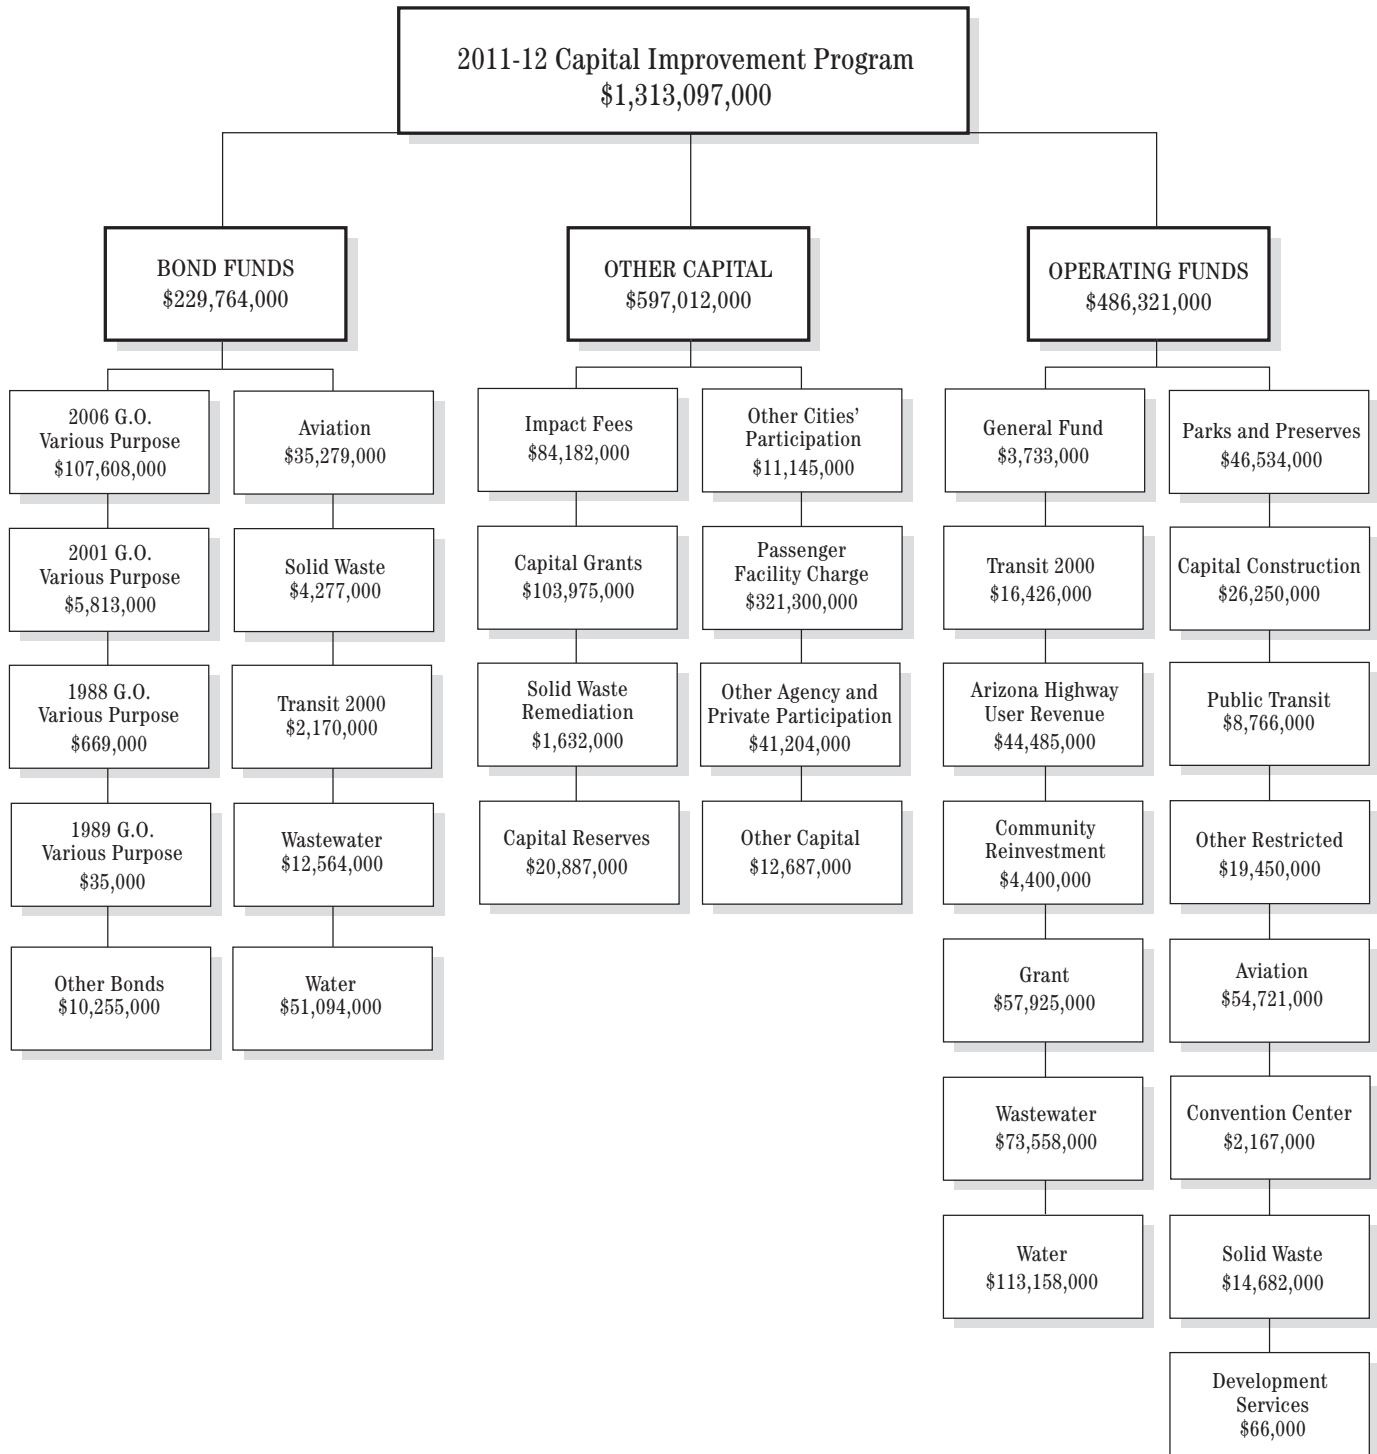 2011-12 Capital Improvement Program
$1,313,097,000
BOND FUNDS
$229,764,000
2006 G.O.
Various Purpose
$107,608,000
2001 G.O.
Various Purpose
$5,813,000
1988 G.O.
Various Purpose
$669,000
1989 G.O.
Various Purpose
$35,000
Other Bonds
$10,255,000
Aviation
$35,279,000
Solid Waste
$4,277,000
Transit 2000
$2,170,000
Wastewater
$12,564,000
Water
$51,094,000
OTHER CAPITAL
$597,012,000
Impact Fees
$84,182,000
Capital Grants
$103,975,000
Solid Waste
Remediation
$1,632,000
Capital Reserves
$20,887,000
Other Cities’
Participation
$11,145,000
Passenger
Facility Charge
$321,300,000
Other Agency and
Private Participation
$41,204,000
Other Capital
$12,687,000
OPERATING FUNDS
$486,321,000
General Fund
$3,733,000
Transit 2000
$16,426,000
Arizona Highway
User Revenue
$44,485,000
Community
Reinvestment
$4,400,000
Grant
$57,925,000
Wastewater
$73,558,000
Water
$113,158,000
Parks and Preserves
$46,534,000
Capital Construction
$26,250,000
Public Transit
$8,766,000
Other Restricted
$19,450,000
Aviation
$54,721,000
Convention Center
$2,167,000
Solid Waste
$14,682,000
Development
Services
$66,000